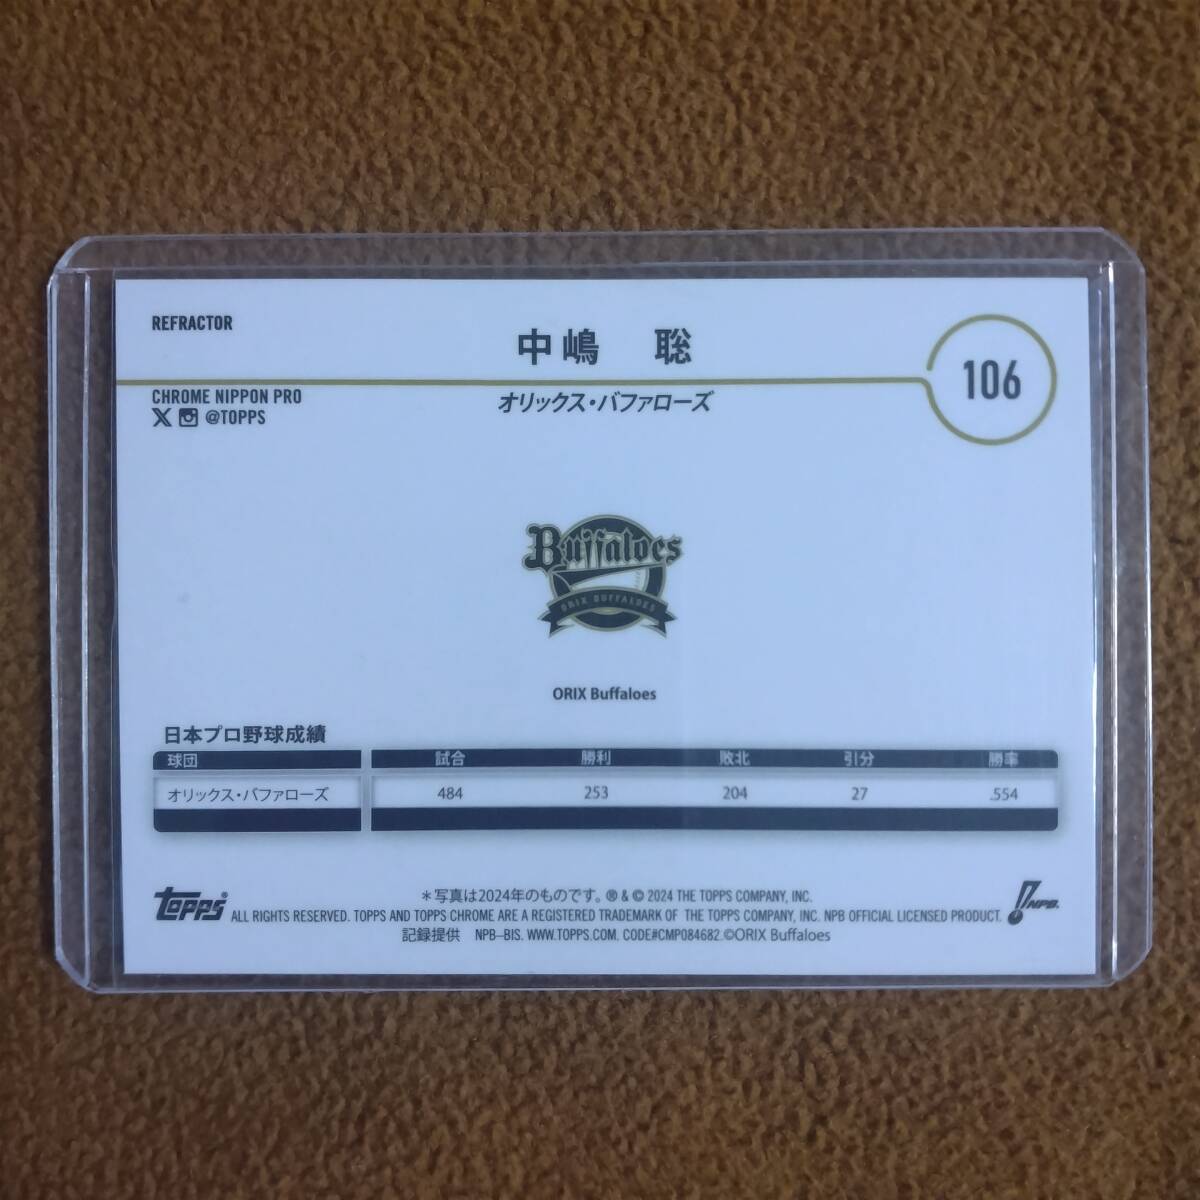 REFRACTOR
中嶋 聡
106
CHROME NIPPON PRO
@TOPPS
オリックス・バファローズ
Buffaloes
ORIX BUFFALOES
ORIX Buffaloes
日本プロ野球成績
球団 試合 勝利 敗北 引分 勝率
オリックス・バファローズ 484 253 204 27 .554
topps®
＊写真は2024年のものです。® & © 2024 THE TOPPS COMPANY, INC.
ALL RIGHTS RESERVED. TOPPS AND TOPPS CHROME ARE A REGISTERED TRADEMARK OF THE TOPPS COMPANY, INC. NPB OFFICIAL LICENSED PRODUCT.
記録提供 NPB-BIS. WWW.TOPPS.COM. CODE#CMP084682.©ORIX Buffaloes
NPB.